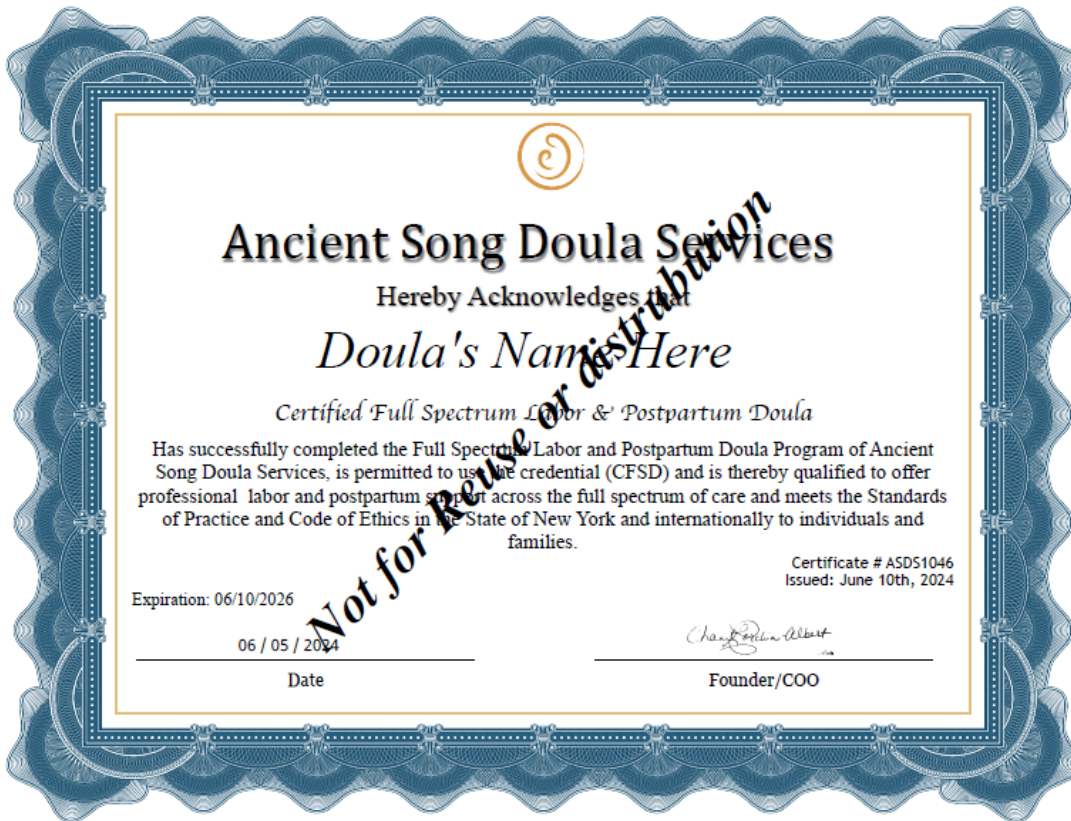 Ancient Song Doula Services
Hereby Acknowledges that
Doula's Name Here
Certified Full Spectrum Labor & Postpartum Doula
Has successfully completed the Full Spectrum Labor and Postpartum Doula Program of Ancient
Song Doula Services, is permitted to use the credential (CFSD) and is thereby qualified to offer
professional labor and postpartum support across the full spectrum of care and meets the Standards
of Practice and Code of Ethics in the State of New York and internationally to individuals and
families.
Certificate # ASDS1046
Issued: June 10th, 2024
Expiration: 06/10/2026
06 / 05 / 2024
Date
Founder/COO
Not for Reuse or distrubution